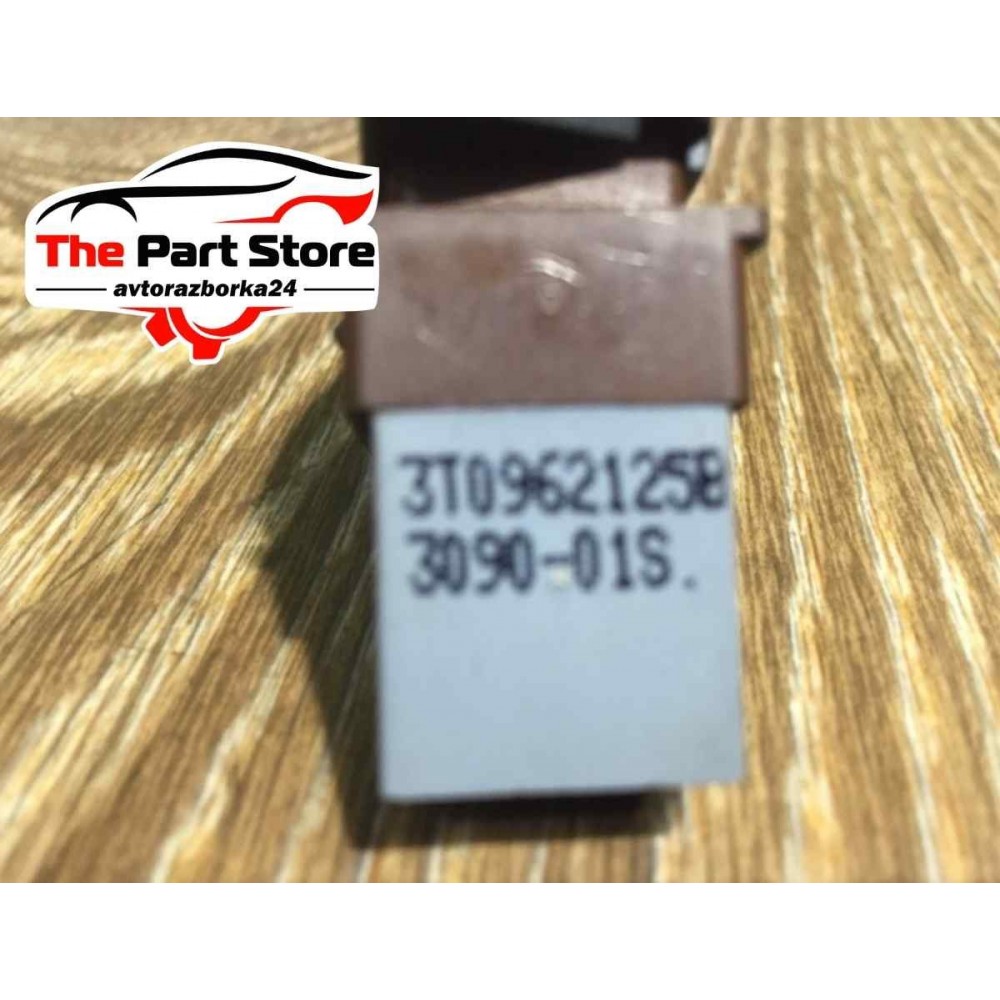 The Part Store
avtorazborka24
3T0962125B
3090-01S.